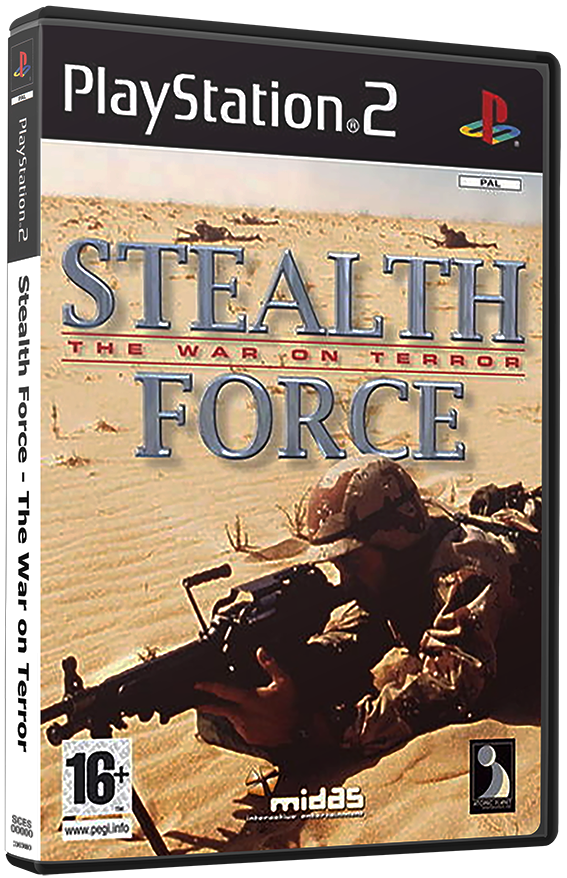 PAL
PlayStation®2
Stealth Force - The War on Terror
SCES
00000
PlayStation®2
PAL
STEALTH
THE WAR ON TERROR
FORCE
16+
www.pegi.info
midas
interactive entertainment